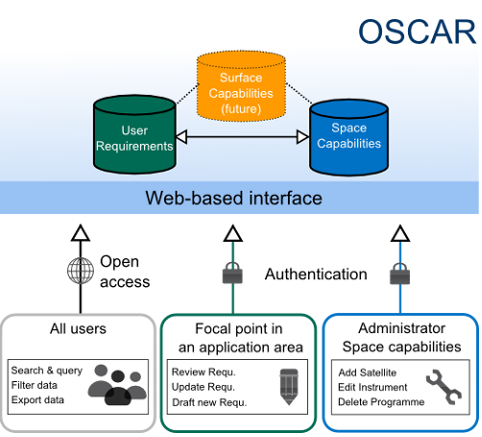 OSCAR
Surface
Capabilities
(future)
User
Requirements
Space
Capabilities
Web-based interface
Open
access
Authentication
All users
Search & query
Filter data
Export data
Focal point in
an application area
Review Requ.
Update Requ.
Draft new Requ.
Administrator
Space capabilities
Add Satellite
Edit Instrument
Delete Programme